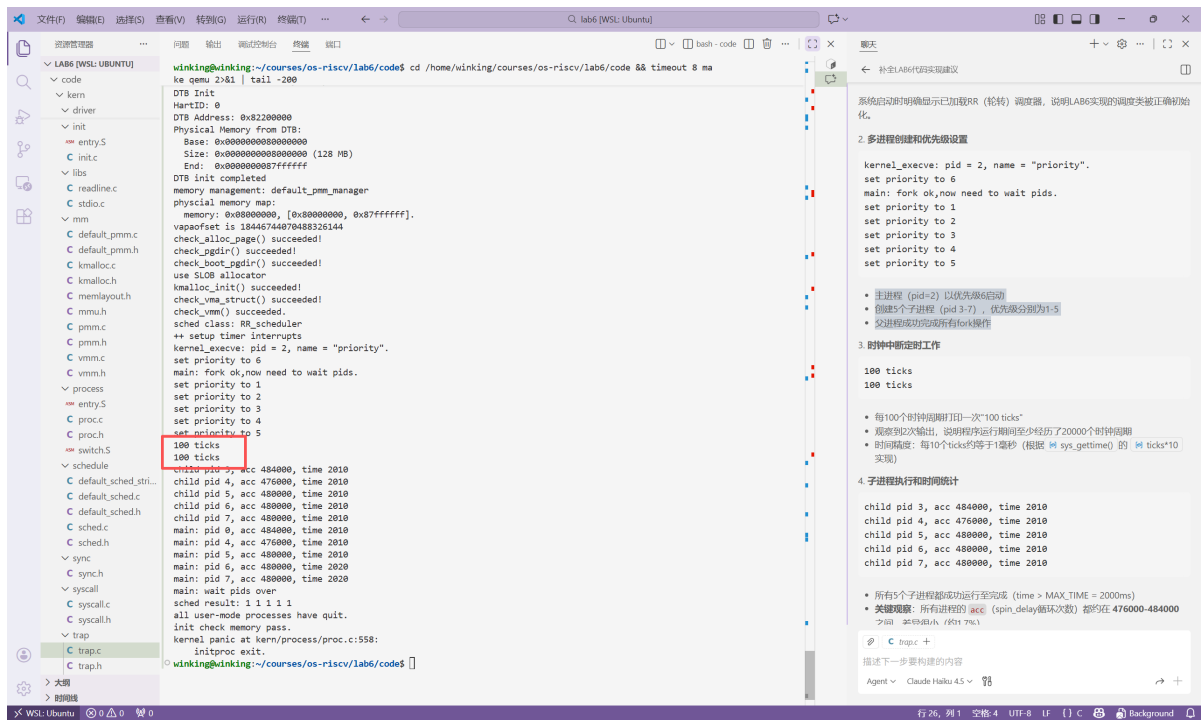 文件(F) 编辑(E) 选择(S) 查看(V) 转到(G) 运行(R) 终端(T) ··· ← → lab6 [WSL: Ubuntu]
资源管理器 ···
LAB6 [WSL: UBUNTU]
code
kern
driver
init
ASM entry.S
C init.c
libs
C readline.c
C stdio.c
mm
C default_pmm.c
C default_pmm.h
C kmalloc.c
C kmalloc.h
C memlayout.h
C mmu.h
C pmm.c
C pmm.h
C vmm.c
C vmm.h
process
ASM entry.S
C proc.c
C proc.h
ASM switch.S
schedule
C default_sched_stri...
C default_sched.c
C default_sched.h
C sched.c
C sched.h
sync
C sync.h
syscall
C syscall.c
C syscall.h
trap
C trap.c
C trap.h
大纲
时间线
问题 输出 调试控制台 终端 端口 bash - code
winking@winking:~/courses/os-riscv/lab6/code$ cd /home/winking/courses/os-riscv/lab6/code && timeout 8 ma
ke qemu 2>&1 | tail -200
DTB Init
HartID: 0
DTB Address: 0x82200000
Physical Memory from DTB:
Base: 0x0000000080000000
Size: 0x0000000008000000 (128 MB)
End: 0x0000000087ffffff
DTB init completed
memory management: default_pmm_manager
physcial memory map:
memory: 0x08000000, [0x80000000, 0x87ffffff].
vapaofset is 18446744070488326144
check_alloc_page() succeeded!
check_pgdir() succeeded!
check_boot_pgdir() succeeded!
use SLOB allocator
kmalloc_init() succeeded!
check_vma_struct() succeeded!
check_vmm() succeeded.
sched class: RR_scheduler
++ setup timer interrupts
kernel_execve: pid = 2, name = "priority".
set priority to 6
main: fork ok,now need to wait pids.
set priority to 1
set priority to 2
set priority to 3
set priority to 4
set priority to 5
100 ticks
100 ticks
child pid 3, acc 484000, time 2010
child pid 4, acc 476000, time 2010
child pid 5, acc 480000, time 2010
child pid 6, acc 480000, time 2010
child pid 7, acc 480000, time 2010
main: pid 0, acc 484000, time 2010
main: pid 4, acc 476000, time 2010
main: pid 5, acc 480000, time 2010
main: pid 6, acc 480000, time 2020
main: pid 7, acc 480000, time 2020
main: wait pids over
sched result: 1 1 1 1 1
all user-mode processes have quit.
init check memory pass.
kernel panic at kern/process/proc.c:558:
initproc exit.
winking@winking:~/courses/os-riscv/lab6/code$
聊天
← 补全LAB6代码实现建议
系统启动时明确显示已加载RR（轮转）调度器，说明LAB6实现的调度类被正确初始
化。
2. 多进程创建和优先级设置
kernel_execve: pid = 2, name = "priority".
set priority to 6
main: fork ok,now need to wait pids.
set priority to 1
set priority to 2
set priority to 3
set priority to 4
set priority to 5
• 主进程（pid=2）以优先级6启动
• 创建5个子进程（pid 3-7），优先级分别为1-5
• 父进程成功完成所有fork操作
3. 时钟中断定时工作
100 ticks
100 ticks
• 每100个时钟周期打印一次"100 ticks"
• 观察到2次输出，说明程序运行期间至少经历了20000个时钟周期
• 时间精度：每10个ticks约等于1毫秒（根据 sys_gettime() 的 ticks*10
实现）
4. 子进程执行和时间统计
child pid 3, acc 484000, time 2010
child pid 4, acc 476000, time 2010
child pid 5, acc 480000, time 2010
child pid 6, acc 480000, time 2010
child pid 7, acc 480000, time 2010
• 所有5个子进程都成功运行至完成（time > MAX_TIME = 2000ms）
• 关键观察：所有进程的 acc（spin_delay循环次数）都约在 476000-484000
之间，差异很小（约1.7%）
C trap.c +
描述下一步要构建的内容
Agent Claude Haiku 4.5
WSL: Ubuntu 0 0 0 行 26，列 1 空格: 4 UTF-8 LF {} C Background